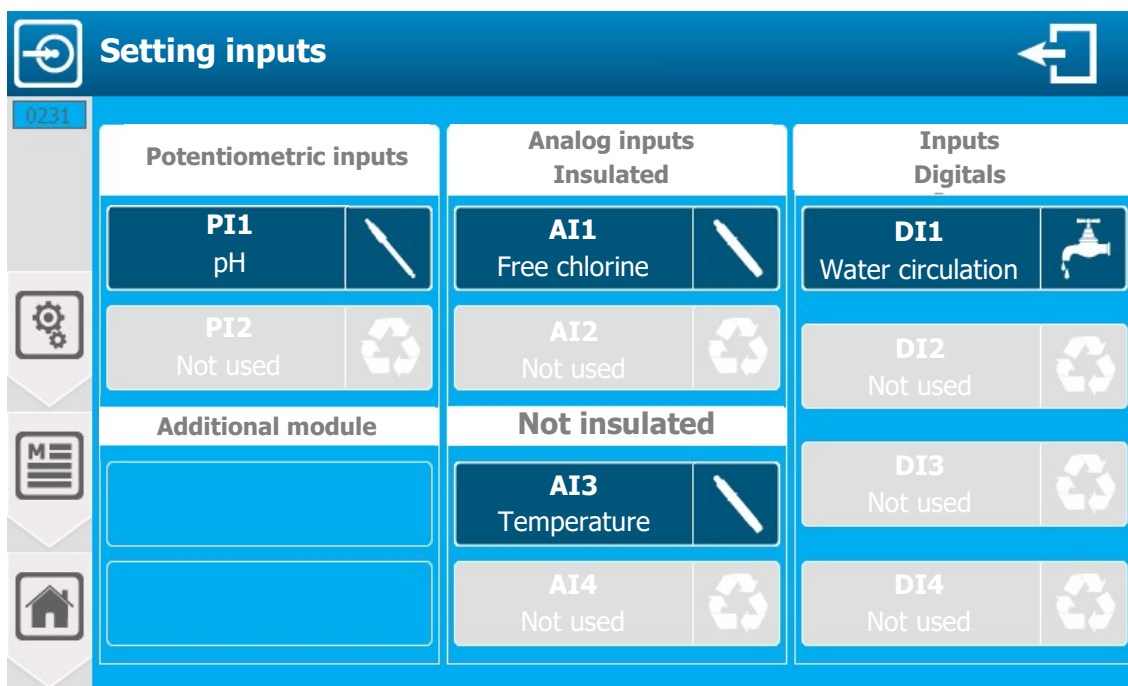 Setting inputs
0231
Potentiometric inputs
PI1
pH
PI2
Not used
Additional module
Analog inputs
Insulated
AI1
Free chlorine
AI2
Not used
Not insulated
AI3
Temperature
AI4
Not used
Inputs
Digitals
DI1
Water circulation
DI2
Not used
DI3
Not used
DI4
Not used
M